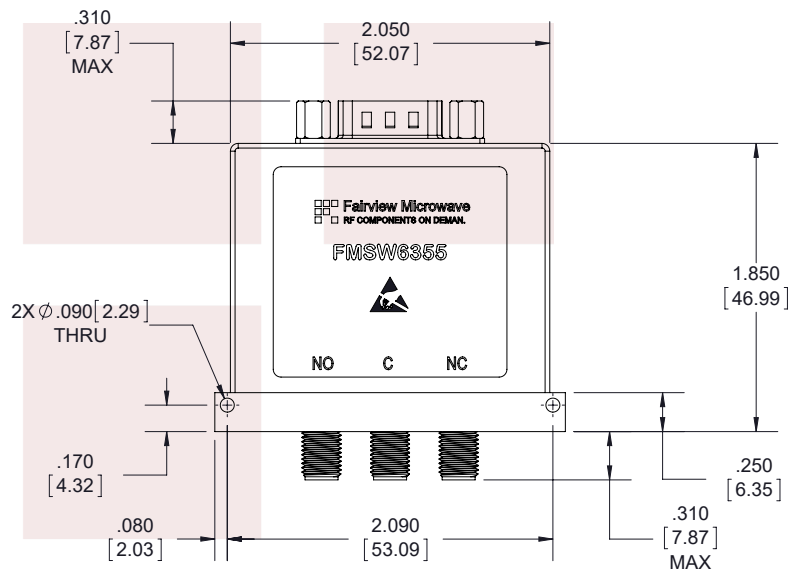 .310
[7.87]
MAX
2.050
[52.07]
Fairview Microwave
RF COMPONENTS ON DEMAN.
FMSW6355
1.850
[46.99]
2X ⌀ .090[2.29]
THRU
NO C NC
.170
[4.32]
.250
[6.35]
.080
[2.03]
2.090
[53.09]
.310
[7.87]
MAX